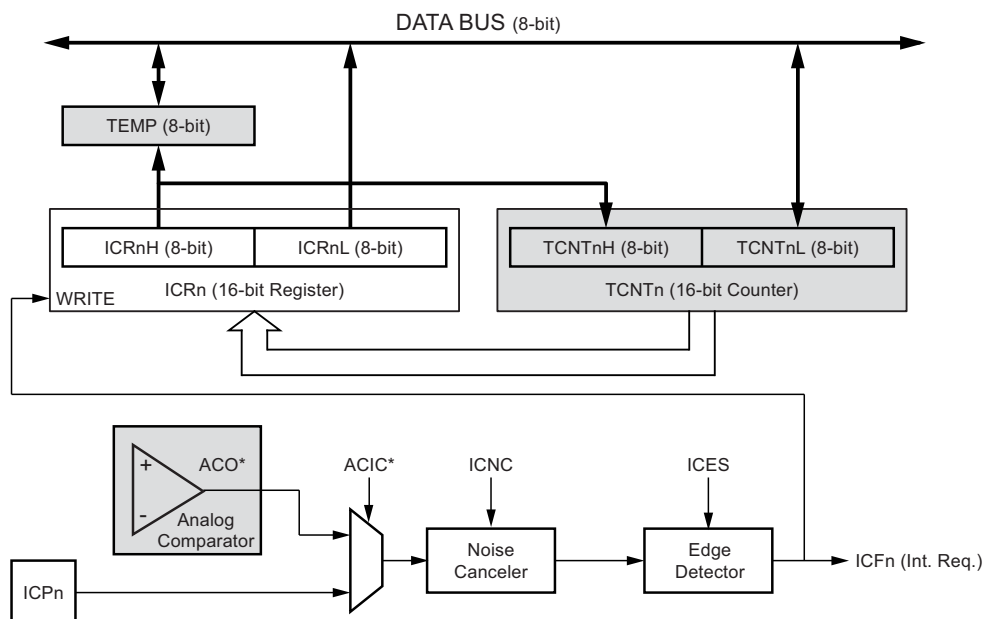 DATA BUS (8-bit)
TEMP (8-bit)
ICRnH (8-bit)
ICRnL (8-bit)
TCNTnH (8-bit)
TCNTnL (8-bit)
WRITE
ICRn (16-bit Register)
TCNTn (16-bit Counter)
+
-
ACO*
Analog
Comparator
ACIC*
ICNC
ICES
Noise
Canceler
Edge
Detector
ICFn (Int. Req.)
ICPn